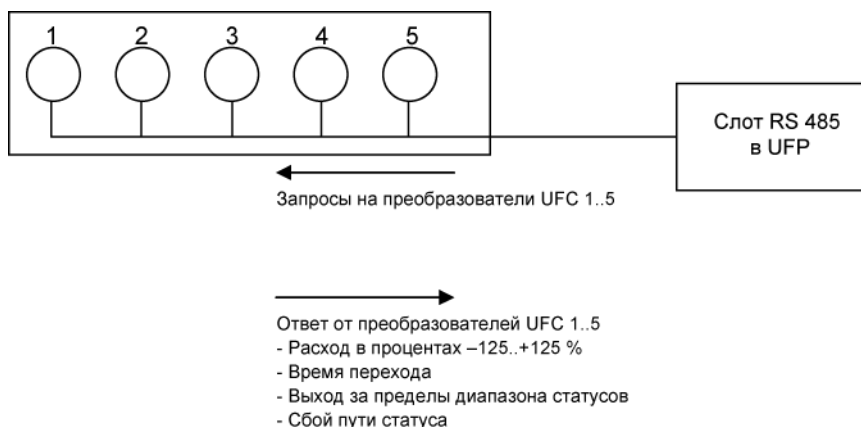 1 2 3 4 5
Слот RS 485
в UFP
Запросы на преобразователи UFC 1..5
Ответ от преобразователей UFC 1..5
- Расход в процентах –125..+125 %
- Время перехода
- Выход за пределы диапазона статусов
- Сбой пути статуса